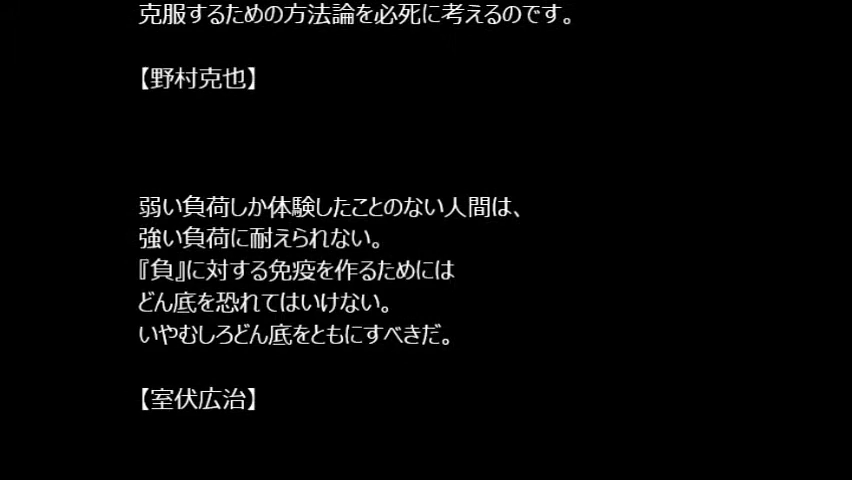 克服するための方法論を必死に考えるのです。
【野村克也】
弱い負荷しか体験したことのない人間は、
強い負荷に耐えられない。
『負』に対する免疫を作るためには
どん底を恐れてはいけない。
いやむしろどん底をともにすべきだ。
【室伏広治】